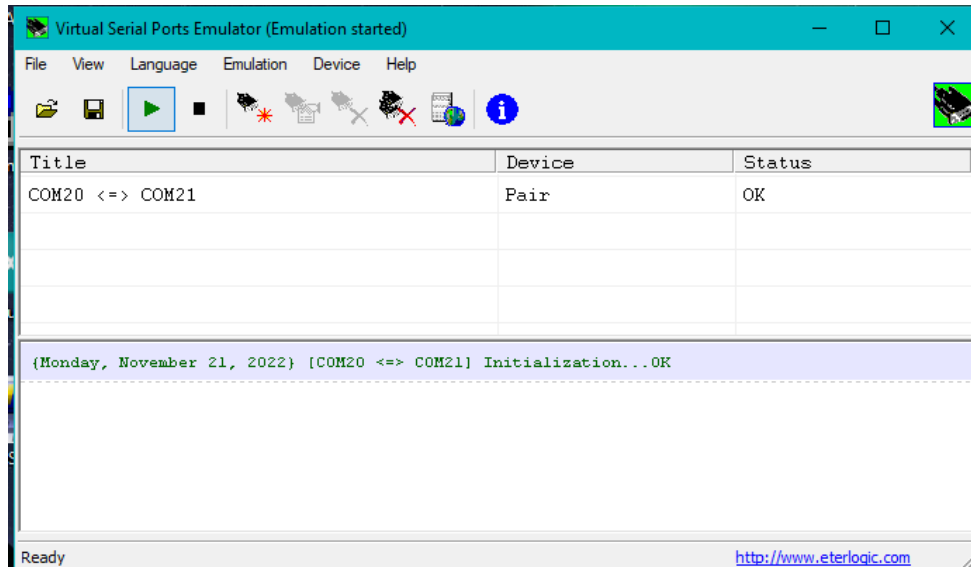 Virtual Serial Ports Emulator (Emulation started)
File View Language Emulation Device Help
Title Device Status
COM20 <=> COM21 Pair OK
{Monday, November 21, 2022} [COM20 <=> COM21] Initialization...OK
Ready http://www.eterlogic.com